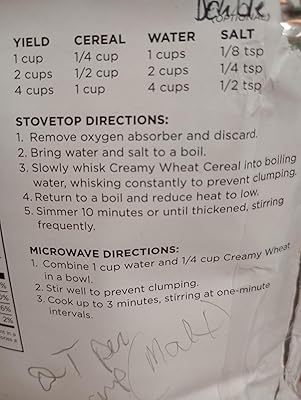 Double
(OPTIONAL)
YIELD CEREAL WATER SALT
1 cup 1/4 cup 1 cups 1/8 tsp
2 cups 1/2 cup 2 cups 1/4 tsp
4 cups 1 cup 4 cups 1/2 tsp
STOVETOP DIRECTIONS:
1. Remove oxygen absorber and discard.
2. Bring water and salt to a boil.
3. Slowly whisk Creamy Wheat Cereal into boiling
water, whisking constantly to prevent clumping.
4. Return to a boil and reduce heat to low.
5. Simmer 10 minutes or until thickened, stirring
frequently.
MICROWAVE DIRECTIONS:
1. Combine 1 cup water and 1/4 cup Creamy Wheat
in a bowl.
2. Stir well to prevent clumping.
3. Cook up to 3 minutes, stirring at one-minute
intervals.
2 T per
(Malt)
%
0%
6%
2%